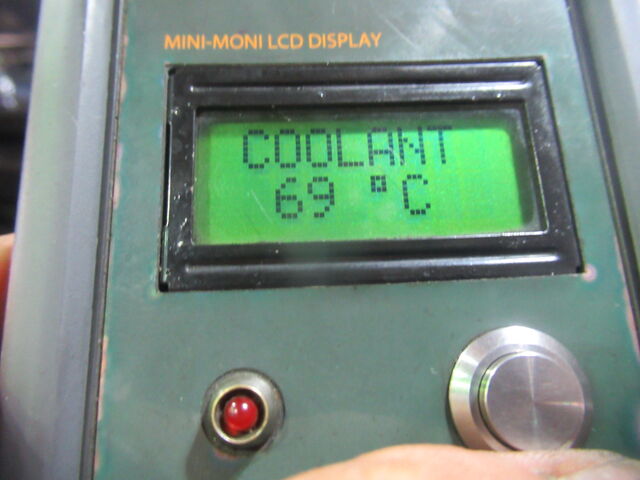 MINI-MONI LCD DISPLAY
COOLANT
69 °C